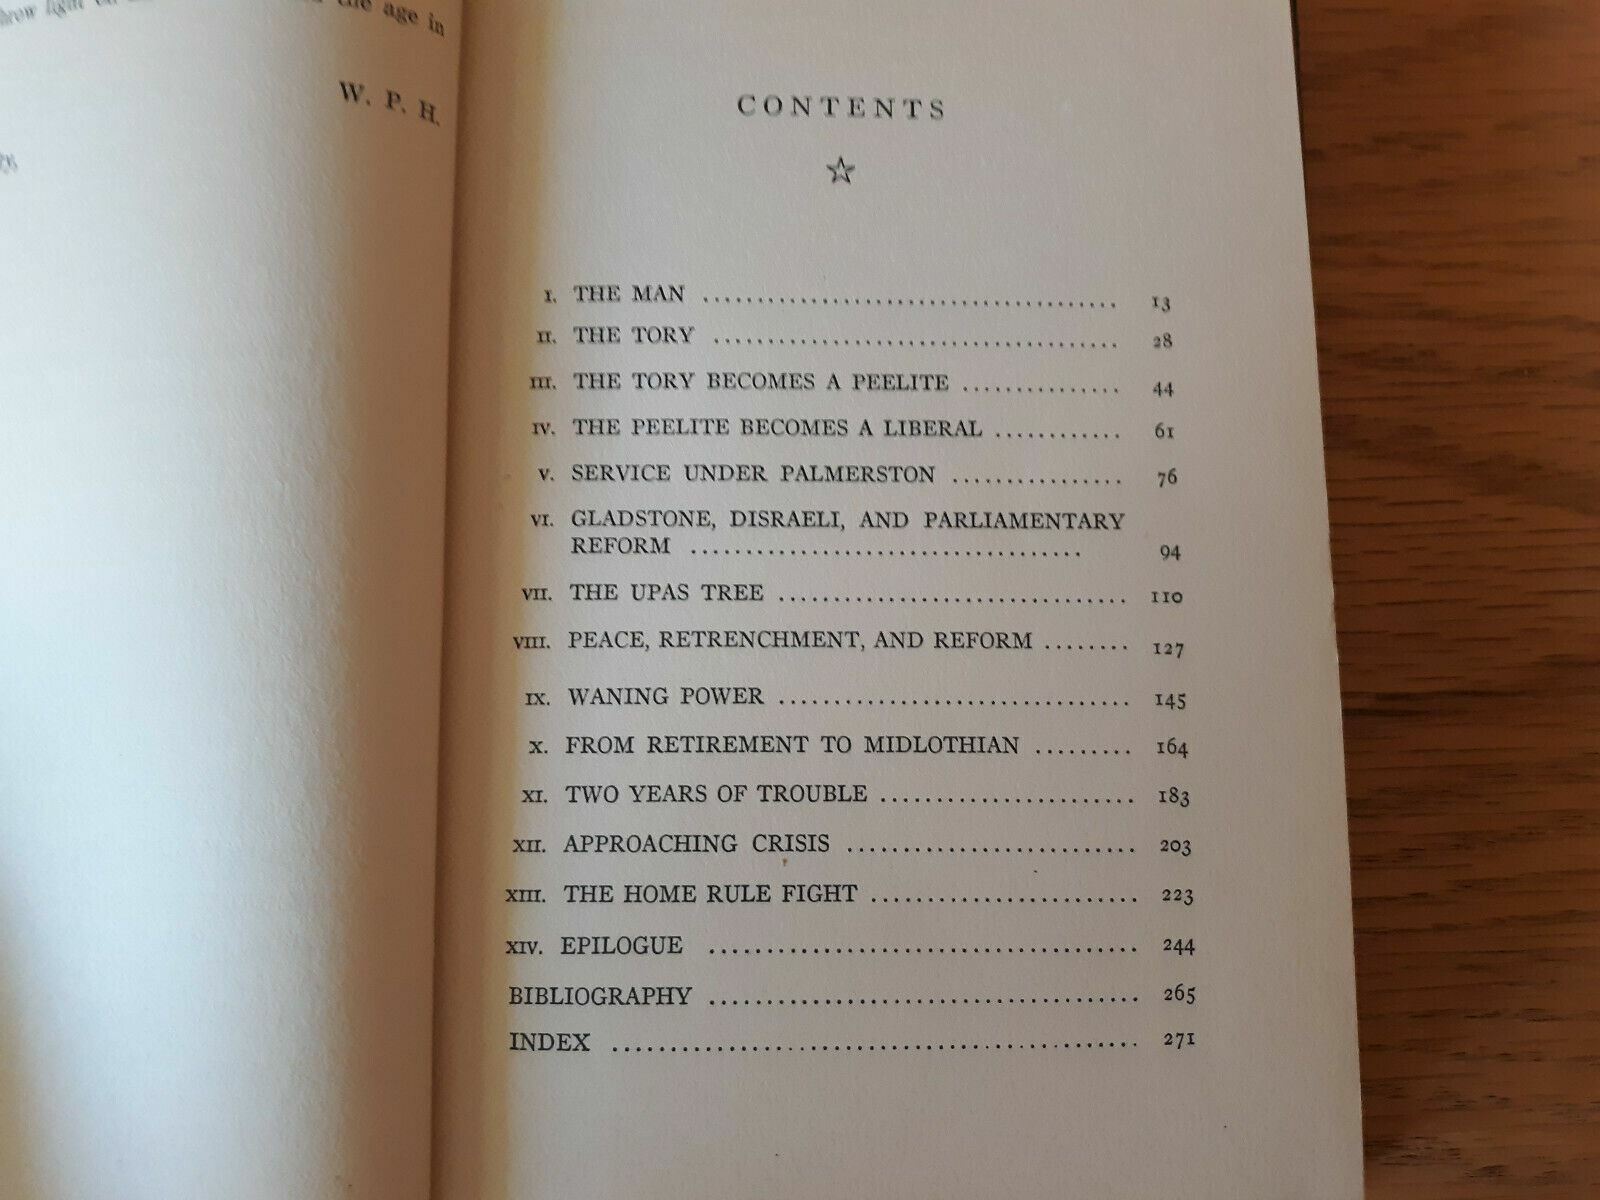 light
the age in
W. P. H.
CONTENTS
I. THE MAN ........................................ 13
II. THE TORY ....................................... 28
III. THE TORY BECOMES A PEELITE ............... 44
IV. THE PEELITE BECOMES A LIBERAL ............ 61
V. SERVICE UNDER PALMERSTON ................ 76
VI. GLADSTONE, DISRAELI, AND PARLIAMENTARY
REFORM .................................... 94
VII. THE UPAS TREE ................................ 110
VIII. PEACE, RETRENCHMENT, AND REFORM ........ 127
IX. WANING POWER ................................ 145
X. FROM RETIREMENT TO MIDLOTHIAN ......... 164
XI. TWO YEARS OF TROUBLE ....................... 183
XII. APPROACHING CRISIS .......................... 203
XIII. THE HOME RULE FIGHT ........................ 223
XIV. EPILOGUE ...................................... 244
BIBLIOGRAPHY ...................................... 265
INDEX ............................................... 271